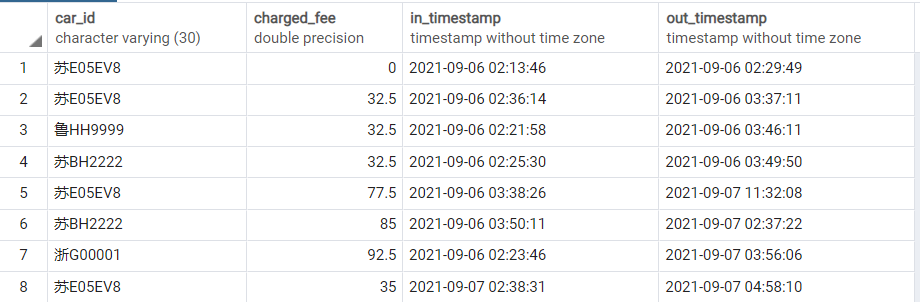 car_id charged_fee in_timestamp out_timestamp
character varying (30) double precision timestamp without time zone timestamp without time zone
1 苏E05EV8 0 2021-09-06 02:13:46 2021-09-06 02:29:49
2 苏E05EV8 32.5 2021-09-06 02:36:14 2021-09-06 03:37:11
3 鲁HH9999 32.5 2021-09-06 02:21:58 2021-09-06 03:46:11
4 苏BH2222 32.5 2021-09-06 02:25:30 2021-09-06 03:49:50
5 苏E05EV8 77.5 2021-09-06 03:38:26 2021-09-07 11:32:08
6 苏BH2222 85 2021-09-06 03:50:11 2021-09-07 02:37:22
7 浙G00001 92.5 2021-09-06 02:23:46 2021-09-07 03:56:06
8 苏E05EV8 35 2021-09-07 02:38:31 2021-09-07 04:58:10